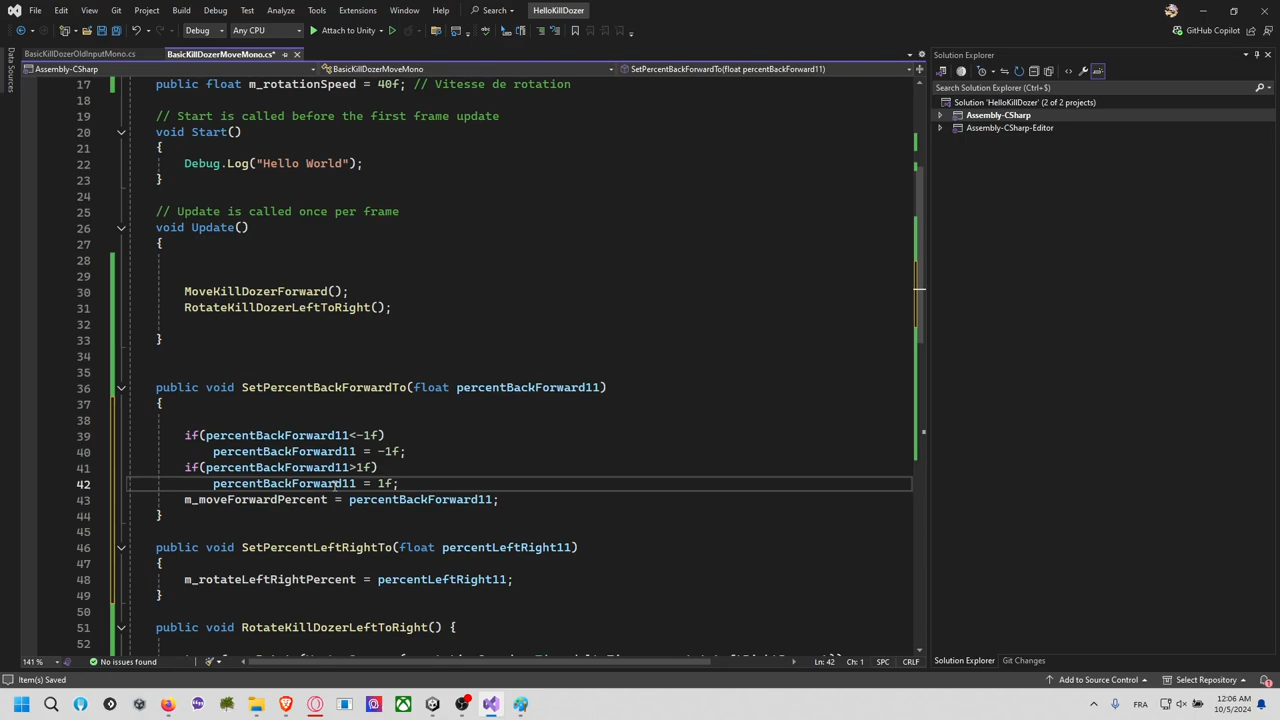 File Edit View Git Project Build Debug Test Analyze Tools Extensions Window Help Search HelloKillDozer
Debug Any CPU Attach to Unity GitHub Copilot
BasicKillDozerOldInputMono.cs BasicKillDozerMoveMono.cs* Solution Explorer
Assembly-CSharp BasicKillDozerMoveMono SetPercentBackForwardTo(float percentBackForward11)
Data Sources
Search Solution Explorer (Ctrl+$)
Solution 'HelloKillDozer' (2 of 2 projects)
Assembly-CSharp
Assembly-CSharp-Editor
17 public float m_rotationSpeed = 40f; // Vitesse de rotation
18
19 // Start is called before the first frame update
20 void Start()
21 {
22 Debug.Log("Hello World");
23 }
24
25 // Update is called once per frame
26 void Update()
27 {
28
29
30 MoveKillDozerForward();
31 RotateKillDozerLeftToRight();
32
33 }
34
35
36 public void SetPercentBackForwardTo(float percentBackForward11)
37 {
38
39 if(percentBackForward11<-1f)
40 percentBackForward11 = -1f;
41 if(percentBackForward11>1f)
42 percentBackForward11 = 1f;
43 m_moveForwardPercent = percentBackForward11;
44 }
45
46 public void SetPercentLeftRightTo(float percentLeftRight11)
47 {
48 m_rotateLeftRightPercent = percentLeftRight11;
49 }
50
51 public void RotateKillDozerLeftToRight() {
52
141 % No issues found Ln: 42 Ch: 1 SPC CRLF
Solution Explorer Git Changes
Item(s) Saved Add to Source Control Select Repository
FRA 12:06 AM
10/5/2024